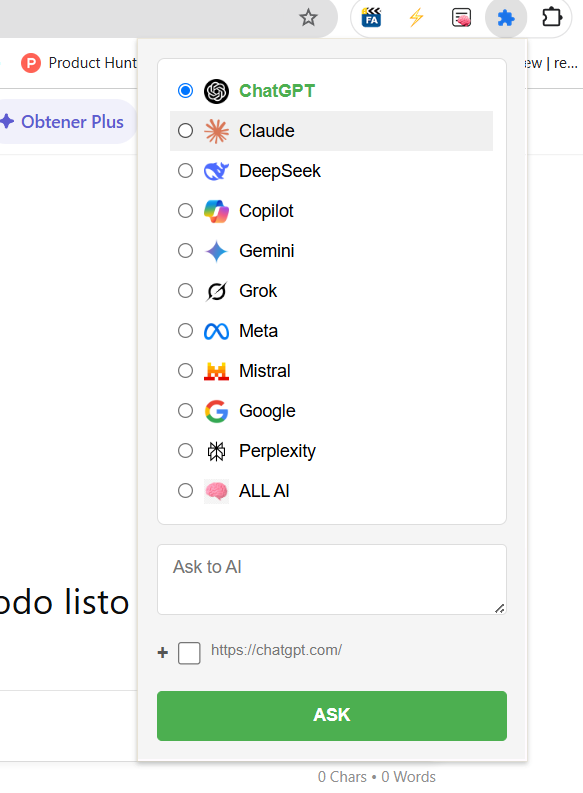 FA
Product Hunt
ew | re...
Obtener Plus
ChatGPT
Claude
DeepSeek
Copilot
Gemini
Grok
Meta
Mistral
Google
Perplexity
ALL AI
odo listo
Ask to AI
+ https://chatgpt.com/
ASK
0 Chars • 0 Words